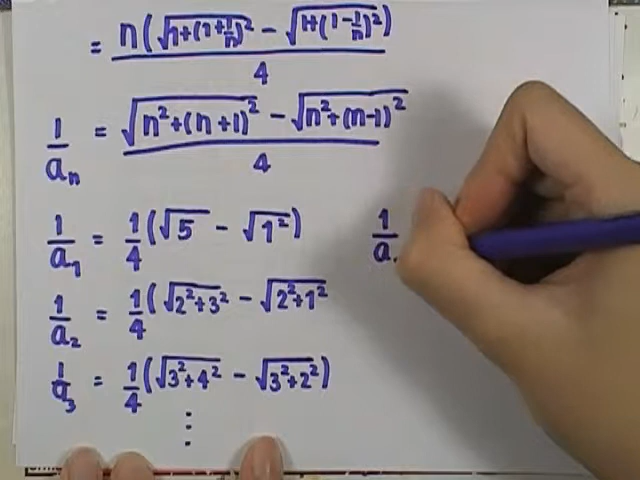 = n(√1+(1+1/n)² - √1+(1-1/n)²) / 4
1/aₙ = √n²+(n+1)² - √n²+(n-1)² / 4
1/a₁ = 1/4 (√5 - √1²)
1/a₂ = 1/4 (√2²+3² - √2²+1²
1/a₃ = 1/4 (√3²+4² - √3²+2²)
⋮
1/a.